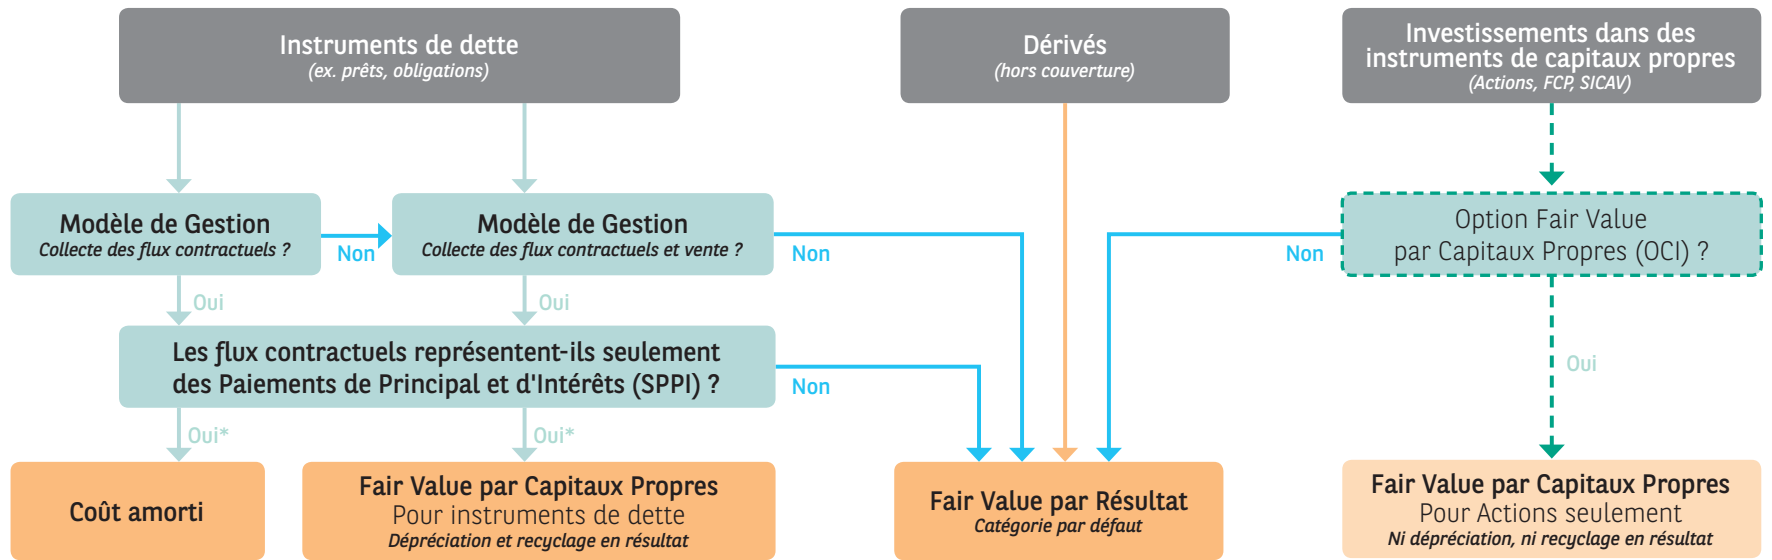 Instruments de dette
(ex. prêts, obligations)
Dérivés
(hors couverture)
Investissements dans des
instruments de capitaux propres
(Actions, FCP, SICAV)
Modèle de Gestion
Collecte des flux contractuels ?
Non
Modèle de Gestion
Collecte des flux contractuels et vente ?
Non
Non
Option Fair Value
par Capitaux Propres (OCI) ?
Oui
Oui
Les flux contractuels représentent-ils seulement
des Paiements de Principal et d'Intérêts (SPPI) ?
Non
Oui
Oui*
Oui*
Coût amorti
Fair Value par Capitaux Propres
Pour instruments de dette
Dépréciation et recyclage en résultat
Fair Value par Résultat
Catégorie par défaut
Fair Value par Capitaux Propres
Pour Actions seulement
Ni dépréciation, ni recyclage en résultat